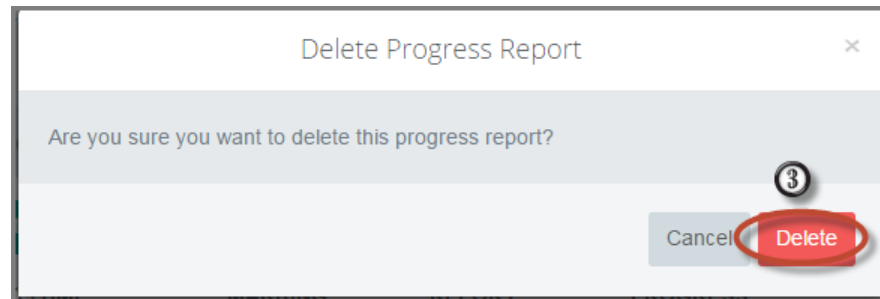 Delete Progress Report ×
Are you sure you want to delete this progress report?
3
Cancel Delete